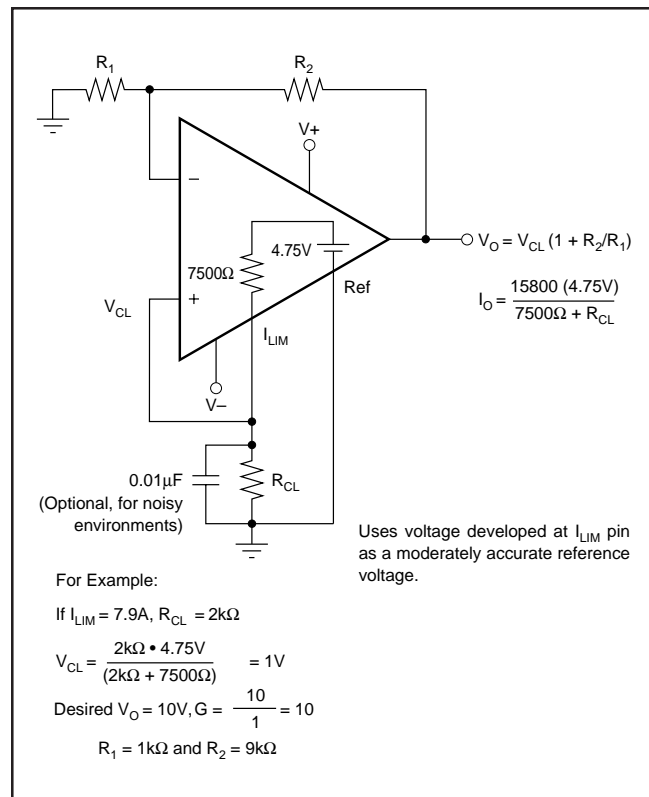 R1
R2
V+
–
4.75V
VO = VCL (1 + R2/R1)
7500Ω
Ref
IO = 15800 (4.75V) / 7500Ω + RCL
VCL
+
ILIM
V–
0.01μF
(Optional, for noisy
environments)
RCL
Uses voltage developed at ILIM pin
as a moderately accurate reference
voltage.
For Example:
If ILIM = 7.9A, RCL = 2kΩ
VCL = 2kΩ • 4.75V / (2kΩ + 7500Ω) = 1V
Desired VO = 10V, G = 10 / 1 = 10
R1 = 1kΩ and R2 = 9kΩ